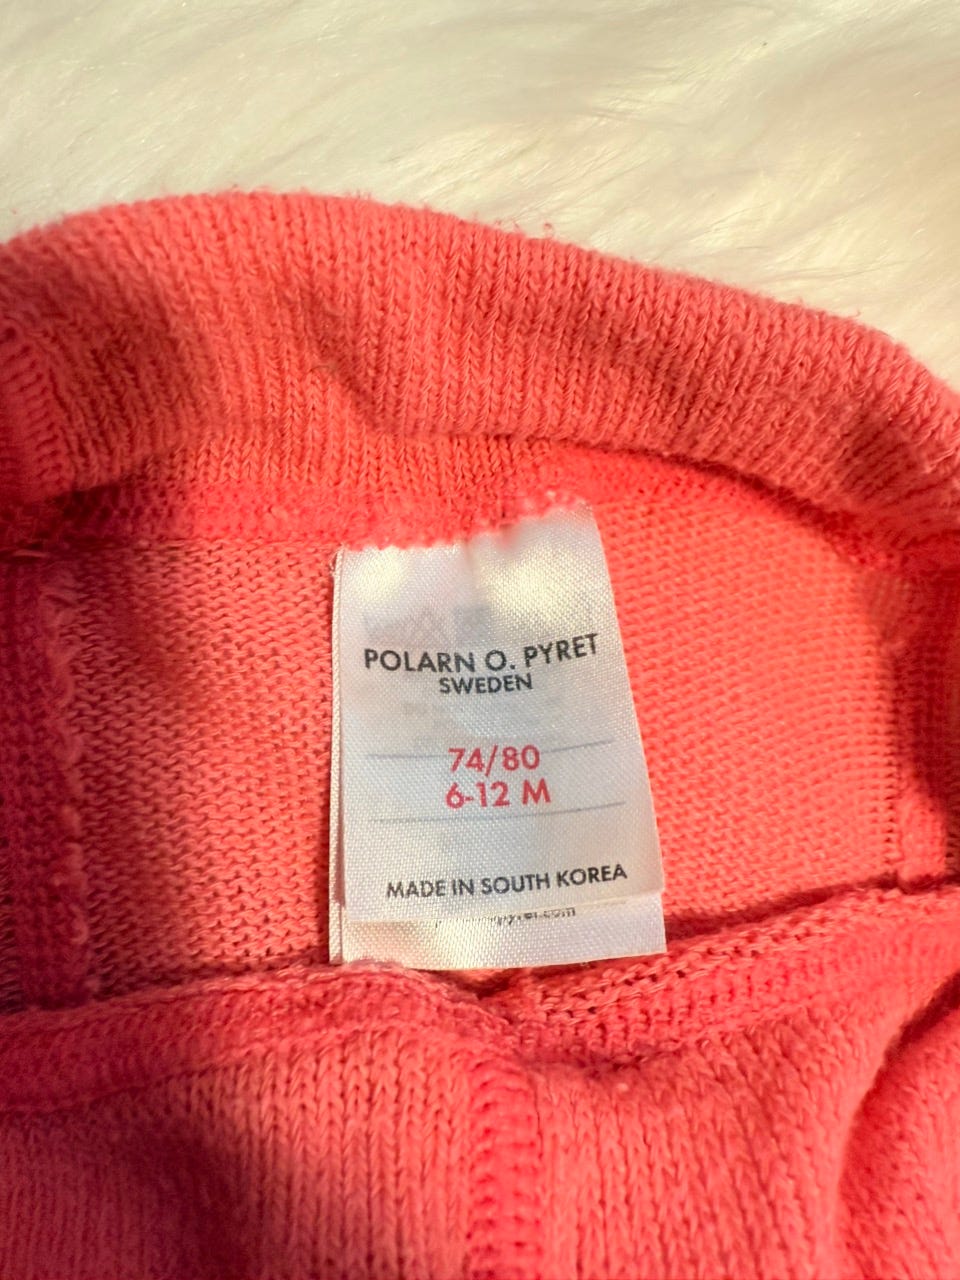 POLARN O. PYRET
SWEDEN
74/80
6-12 M
MADE IN SOUTH KOREA